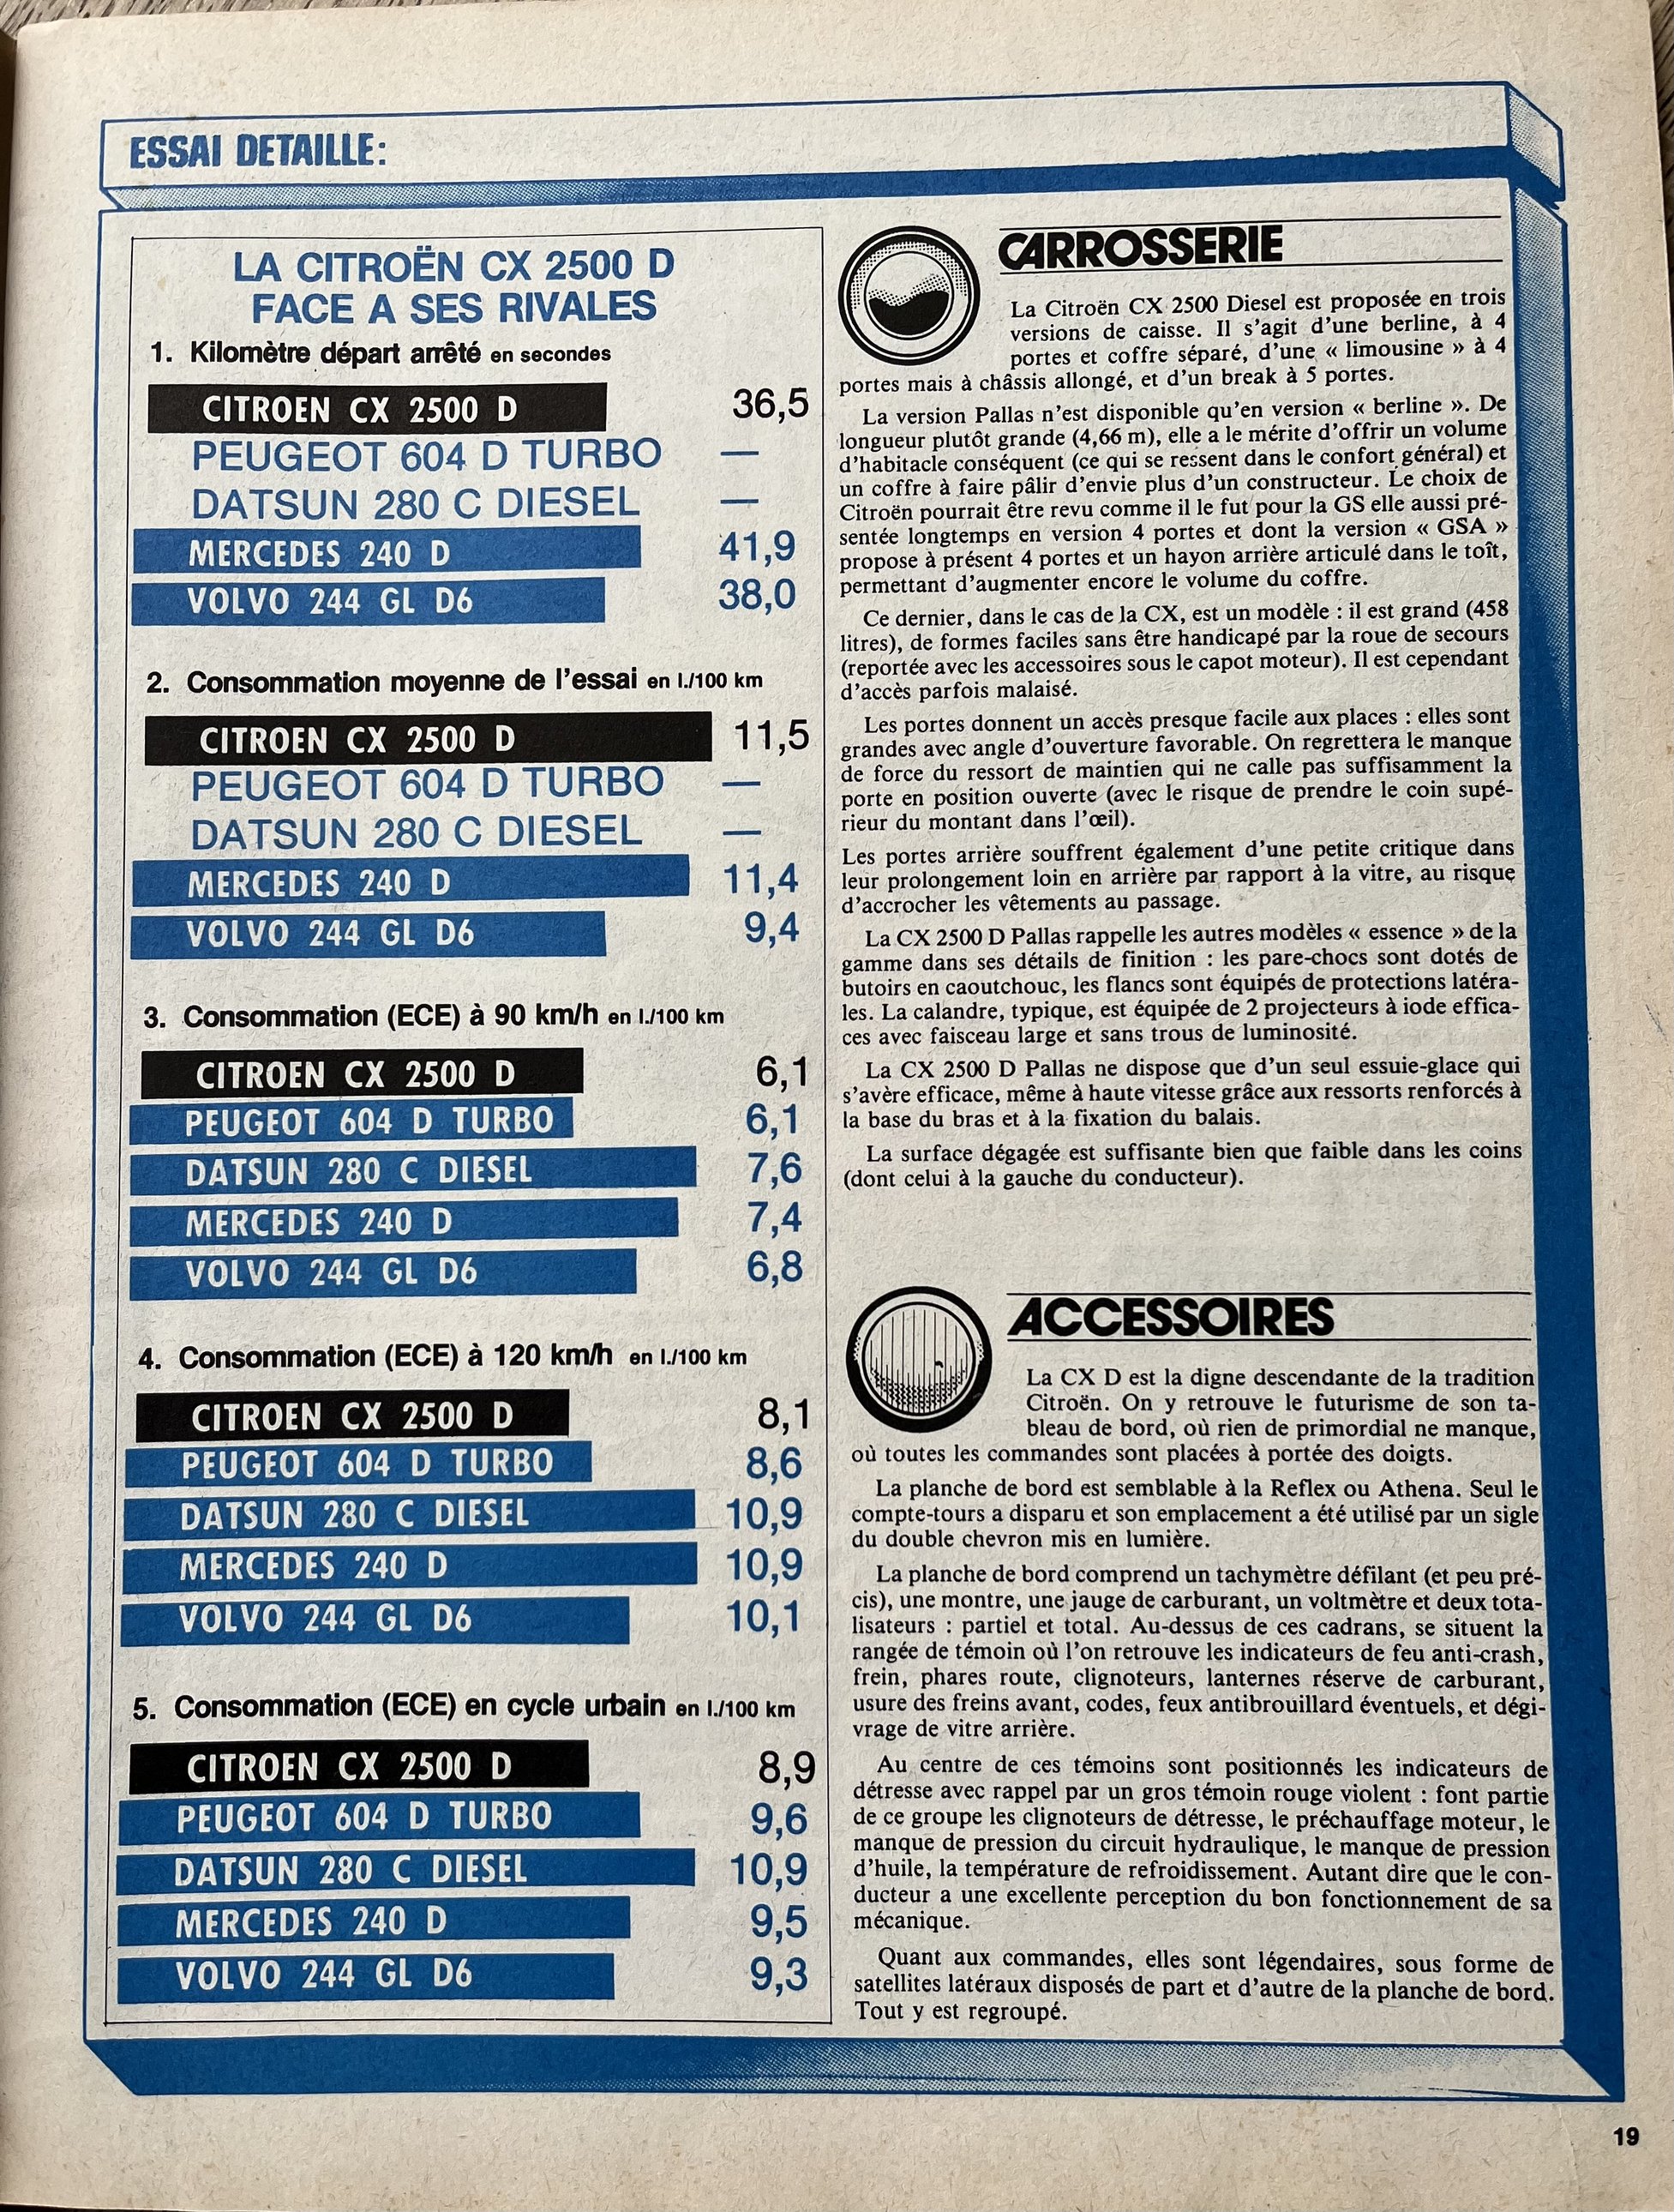 ESSAI DETAILLE:
LA CITROËN CX 2500 D
FACE A SES RIVALES
1. Kilomètre départ arrêté en secondes
CITROEN CX 2500 D 36,5
PEUGEOT 604 D TURBO —
DATSUN 280 C DIESEL —
MERCEDES 240 D 41,9
VOLVO 244 GL D6 38,0
2. Consommation moyenne de l'essai en l./100 km
CITROEN CX 2500 D 11,5
PEUGEOT 604 D TURBO —
DATSUN 280 C DIESEL —
MERCEDES 240 D 11,4
VOLVO 244 GL D6 9,4
3. Consommation (ECE) à 90 km/h en l./100 km
CITROEN CX 2500 D 6,1
PEUGEOT 604 D TURBO 6,1
DATSUN 280 C DIESEL 7,6
MERCEDES 240 D 7,4
VOLVO 244 GL D6 6,8
4. Consommation (ECE) à 120 km/h en l./100 km
CITROEN CX 2500 D 8,1
PEUGEOT 604 D TURBO 8,6
DATSUN 280 C DIESEL 10,9
MERCEDES 240 D 10,9
VOLVO 244 GL D6 10,1
5. Consommation (ECE) en cycle urbain en l./100 km
CITROEN CX 2500 D 8,9
PEUGEOT 604 D TURBO 9,6
DATSUN 280 C DIESEL 10,9
MERCEDES 240 D 9,5
VOLVO 244 GL D6 9,3
CARROSSERIE
La Citroën CX 2500 Diesel est proposée en trois
versions de caisse. Il s'agit d'une berline, à 4
portes et coffre séparé, d'une « limousine » à 4
portes mais à châssis allongé, et d'un break à 5 portes.
La version Pallas n'est disponible qu'en version « berline ». De
longueur plutôt grande (4,66 m), elle a le mérite d'offrir un volume
d'habitacle conséquent (ce qui se ressent dans le confort général) et
un coffre à faire pâlir d'envie plus d'un constructeur. Le choix de
Citroën pourrait être revu comme il le fut pour la GS elle aussi pré-
sentée longtemps en version 4 portes et dont la version « GSA »
propose à présent 4 portes et un hayon arrière articulé dans le toît,
permettant d'augmenter encore le volume du coffre.
Ce dernier, dans le cas de la CX, est un modèle : il est grand (458
litres), de formes faciles sans être handicapé par la roue de secours
(reportée avec les accessoires sous le capot moteur). Il est cependant
d'accès parfois malaisé.
Les portes donnent un accès presque facile aux places : elles sont
grandes avec angle d'ouverture favorable. On regrettera le manque
de force du ressort de maintien qui ne calle pas suffisamment la
porte en position ouverte (avec le risque de prendre le coin supé-
rieur du montant dans l'œil).
Les portes arrière souffrent également d'une petite critique dans
leur prolongement loin en arrière par rapport à la vitre, au risque
d'accrocher les vêtements au passage.
La CX 2500 D Pallas rappelle les autres modèles « essence » de la
gamme dans ses détails de finition : les pare-chocs sont dotés de
butoirs en caoutchouc, les flancs sont équipés de protections latéra-
les. La calandre, typique, est équipée de 2 projecteurs à iode effica-
ces avec faisceau large et sans trous de luminosité.
La CX 2500 D Pallas ne dispose que d'un seul essuie-glace qui
s'avère efficace, même à haute vitesse grâce aux ressorts renforcés à
la base du bras et à la fixation du balais.
La surface dégagée est suffisante bien que faible dans les coins
(dont celui à la gauche du conducteur).
ACCESSOIRES
La CX D est la digne descendante de la tradition
Citroën. On y retrouve le futurisme de son ta-
bleau de bord, où rien de primordial ne manque,
où toutes les commandes sont placées à portée des doigts.
La planche de bord est semblable à la Reflex ou Athena. Seul le
compte-tours a disparu et son emplacement a été utilisé par un sigle
du double chevron mis en lumière.
La planche de bord comprend un tachymètre défilant (et peu pré-
cis), une montre, une jauge de carburant, un voltmètre et deux tota-
lisateurs : partiel et total. Au-dessus de ces cadrans, se situent la
rangée de témoin où l'on retrouve les indicateurs de feu anti-crash,
frein, phares route, clignoteurs, lanternes réserve de carburant,
usure des freins avant, codes, feux antibrouillard éventuels, et dégi-
vrage de vitre arrière.
Au centre de ces témoins sont positionnés les indicateurs de
détresse avec rappel par un gros témoin rouge violent : font partie
de ce groupe les clignoteurs de détresse, le préchauffage moteur, le
manque de pression du circuit hydraulique, le manque de pression
d'huile, la température de refroidissement. Autant dire que le con-
ducteur a une excellente perception du bon fonctionnement de sa
mécanique.
Quant aux commandes, elles sont légendaires, sous forme de
satellites latéraux disposés de part et d'autre de la planche de bord.
Tout y est regroupé.
19